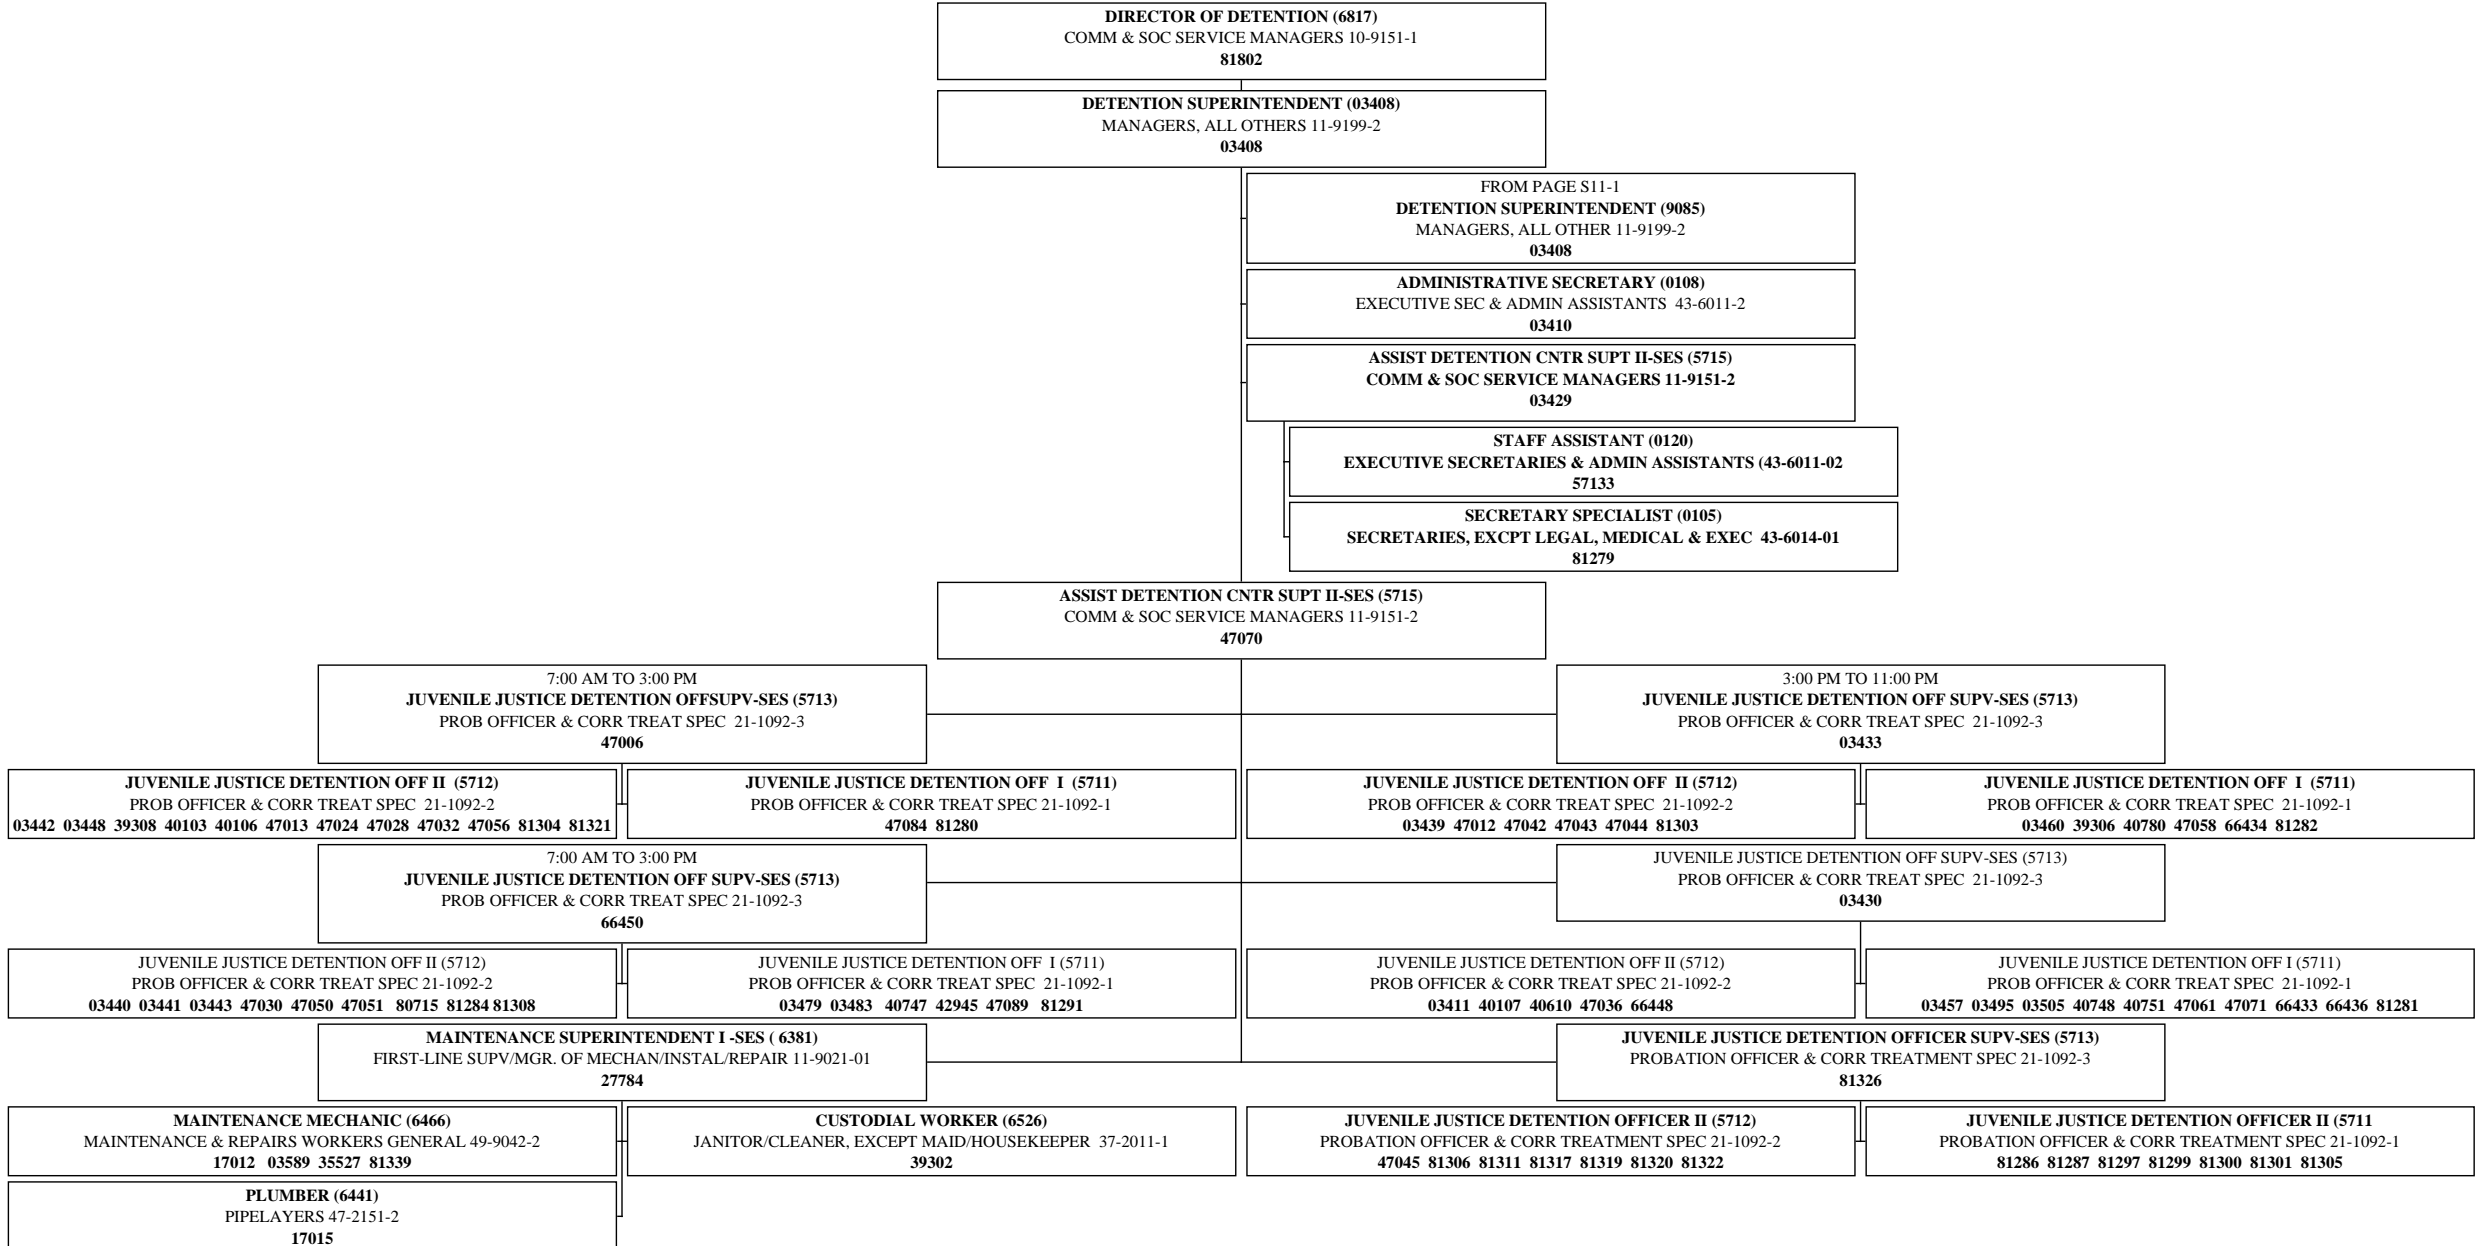 DIRECTOR OF DETENTION (6817)
COMM & SOC SERVICE MANAGERS 10-9151-1
81802
DETENTION SUPERINTENDENT (03408)
MANAGERS, ALL OTHERS 11-9199-2
03408
FROM PAGE S11-1
DETENTION SUPERINTENDENT (9085)
MANAGERS, ALL OTHER 11-9199-2
03408
ADMINISTRATIVE SECRETARY (0108)
EXECUTIVE SEC & ADMIN ASSISTANTS 43-6011-2
03410
ASSIST DETENTION CNTR SUPT II-SES (5715)
COMM & SOC SERVICE MANAGERS 11-9151-2
03429
STAFF ASSISTANT (0120)
EXECUTIVE SECRETARIES & ADMIN ASSISTANTS (43-6011-02
57133
SECRETARY SPECIALIST (0105)
SECRETARIES, EXCPT LEGAL, MEDICAL & EXEC 43-6014-01
81279
ASSIST DETENTION CNTR SUPT II-SES (5715)
COMM & SOC SERVICE MANAGERS 11-9151-2
47070
7:00 AM TO 3:00 PM
JUVENILE JUSTICE DETENTION OFFSUPV-SES (5713)
PROB OFFICER & CORR TREAT SPEC 21-1092-3
47006
3:00 PM TO 11:00 PM
JUVENILE JUSTICE DETENTION OFF SUPV-SES (5713)
PROB OFFICER & CORR TREAT SPEC 21-1092-3
03433
JUVENILE JUSTICE DETENTION OFF II (5712)
PROB OFFICER & CORR TREAT SPEC 21-1092-2
03442 03448 39308 40103 40106 47013 47024 47028 47032 47056 81304 81321
JUVENILE JUSTICE DETENTION OFF I (5711)
PROB OFFICER & CORR TREAT SPEC 21-1092-1
47084 81280
JUVENILE JUSTICE DETENTION OFF II (5712)
PROB OFFICER & CORR TREAT SPEC 21-1092-2
03439 47012 47042 47043 47044 81303
JUVENILE JUSTICE DETENTION OFF I (5711)
PROB OFFICER & CORR TREAT SPEC 21-1092-1
03460 39306 40780 47058 66434 81282
7:00 AM TO 3:00 PM
JUVENILE JUSTICE DETENTION OFF SUPV-SES (5713)
PROB OFFICER & CORR TREAT SPEC 21-1092-3
66450
JUVENILE JUSTICE DETENTION OFF SUPV-SES (5713)
PROB OFFICER & CORR TREAT SPEC 21-1092-3
03430
JUVENILE JUSTICE DETENTION OFF II (5712)
PROB OFFICER & CORR TREAT SPEC 21-1092-2
03440 03441 03443 47030 47050 47051 80715 81284 81308
JUVENILE JUSTICE DETENTION OFF I (5711)
PROB OFFICER & CORR TREAT SPEC 21-1092-1
03479 03483 40747 42945 47089 81291
JUVENILE JUSTICE DETENTION OFF II (5712)
PROB OFFICER & CORR TREAT SPEC 21-1092-2
03411 40107 40610 47036 66448
JUVENILE JUSTICE DETENTION OFF I (5711)
PROB OFFICER & CORR TREAT SPEC 21-1092-1
03457 03495 03505 40748 40751 47061 47071 66433 66436 81281
MAINTENANCE SUPERINTENDENT I -SES ( 6381)
FIRST-LINE SUPV/MGR. OF MECHAN/INSTAL/REPAIR 11-9021-01
27784
JUVENILE JUSTICE DETENTION OFFICER SUPV-SES (5713)
PROBATION OFFICER & CORR TREATMENT SPEC 21-1092-3
81326
MAINTENANCE MECHANIC (6466)
MAINTENANCE & REPAIRS WORKERS GENERAL 49-9042-2
17012 03589 35527 81339
CUSTODIAL WORKER (6526)
JANITOR/CLEANER, EXCEPT MAID/HOUSEKEEPER 37-2011-1
39302
JUVENILE JUSTICE DETENTION OFFICER II (5712)
PROBATION OFFICER & CORR TREATMENT SPEC 21-1092-2
47045 81306 81311 81317 81319 81320 81322
JUVENILE JUSTICE DETENTION OFFICER II (5711
PROBATION OFFICER & CORR TREATMENT SPEC 21-1092-1
81286 81287 81297 81299 81300 81301 81305
PLUMBER (6441)
PIPELAYERS 47-2151-2
17015